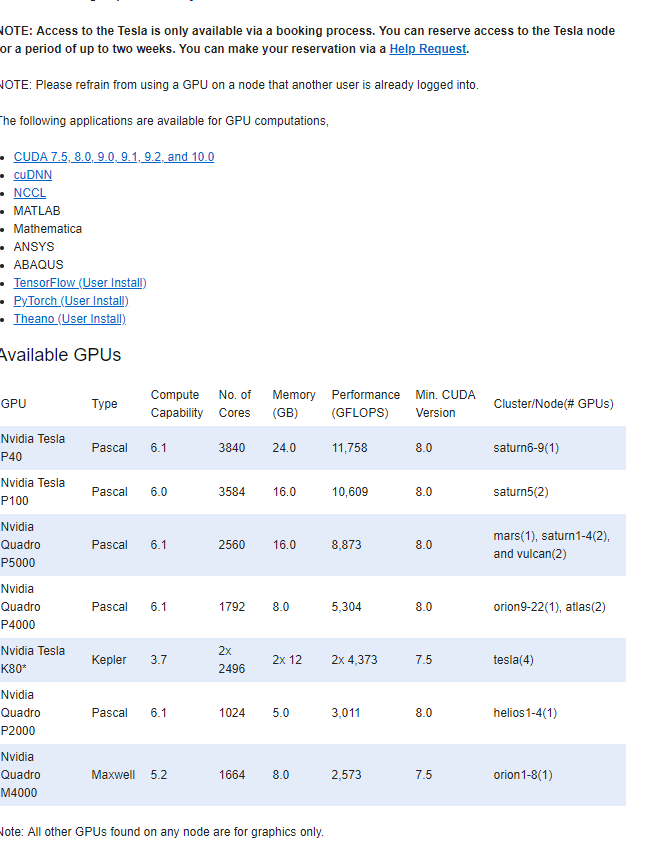 NOTE: Access to the Tesla is only available via a booking process. You can reserve access to the Tesla node
for a period of up to two weeks. You can make your reservation via a Help Request.
NOTE: Please refrain from using a GPU on a node that another user is already logged into.
The following applications are available for GPU computations,
CUDA 7.5, 8.0, 9.0, 9.1, 9.2, and 10.0
cuDNN
NCCL
MATLAB
Mathematica
ANSYS
ABAQUS
TensorFlow (User Install)
PyTorch (User Install)
Theano (User Install)
Available GPUs
GPU Type Compute Capability No. of Cores Memory (GB) Performance (GFLOPS) Min. CUDA Version Cluster/Node(# GPUs)
Nvidia Tesla P40 Pascal 6.1 3840 24.0 11,758 8.0 saturn6-9(1)
Nvidia Tesla P100 Pascal 6.0 3584 16.0 10,609 8.0 saturn5(2)
Nvidia Quadro P5000 Pascal 6.1 2560 16.0 8,873 8.0 mars(1), saturn1-4(2), and vulcan(2)
Nvidia Quadro P4000 Pascal 6.1 1792 8.0 5,304 8.0 orion9-22(1), atlas(2)
Nvidia Tesla K80* Kepler 3.7 2x 2496 2x 12 2x 4,373 7.5 tesla(4)
Nvidia Quadro P2000 Pascal 6.1 1024 5.0 3,011 8.0 helios1-4(1)
Nvidia Quadro M4000 Maxwell 5.2 1664 8.0 2,573 7.5 orion1-8(1)
Note: All other GPUs found on any node are for graphics only.